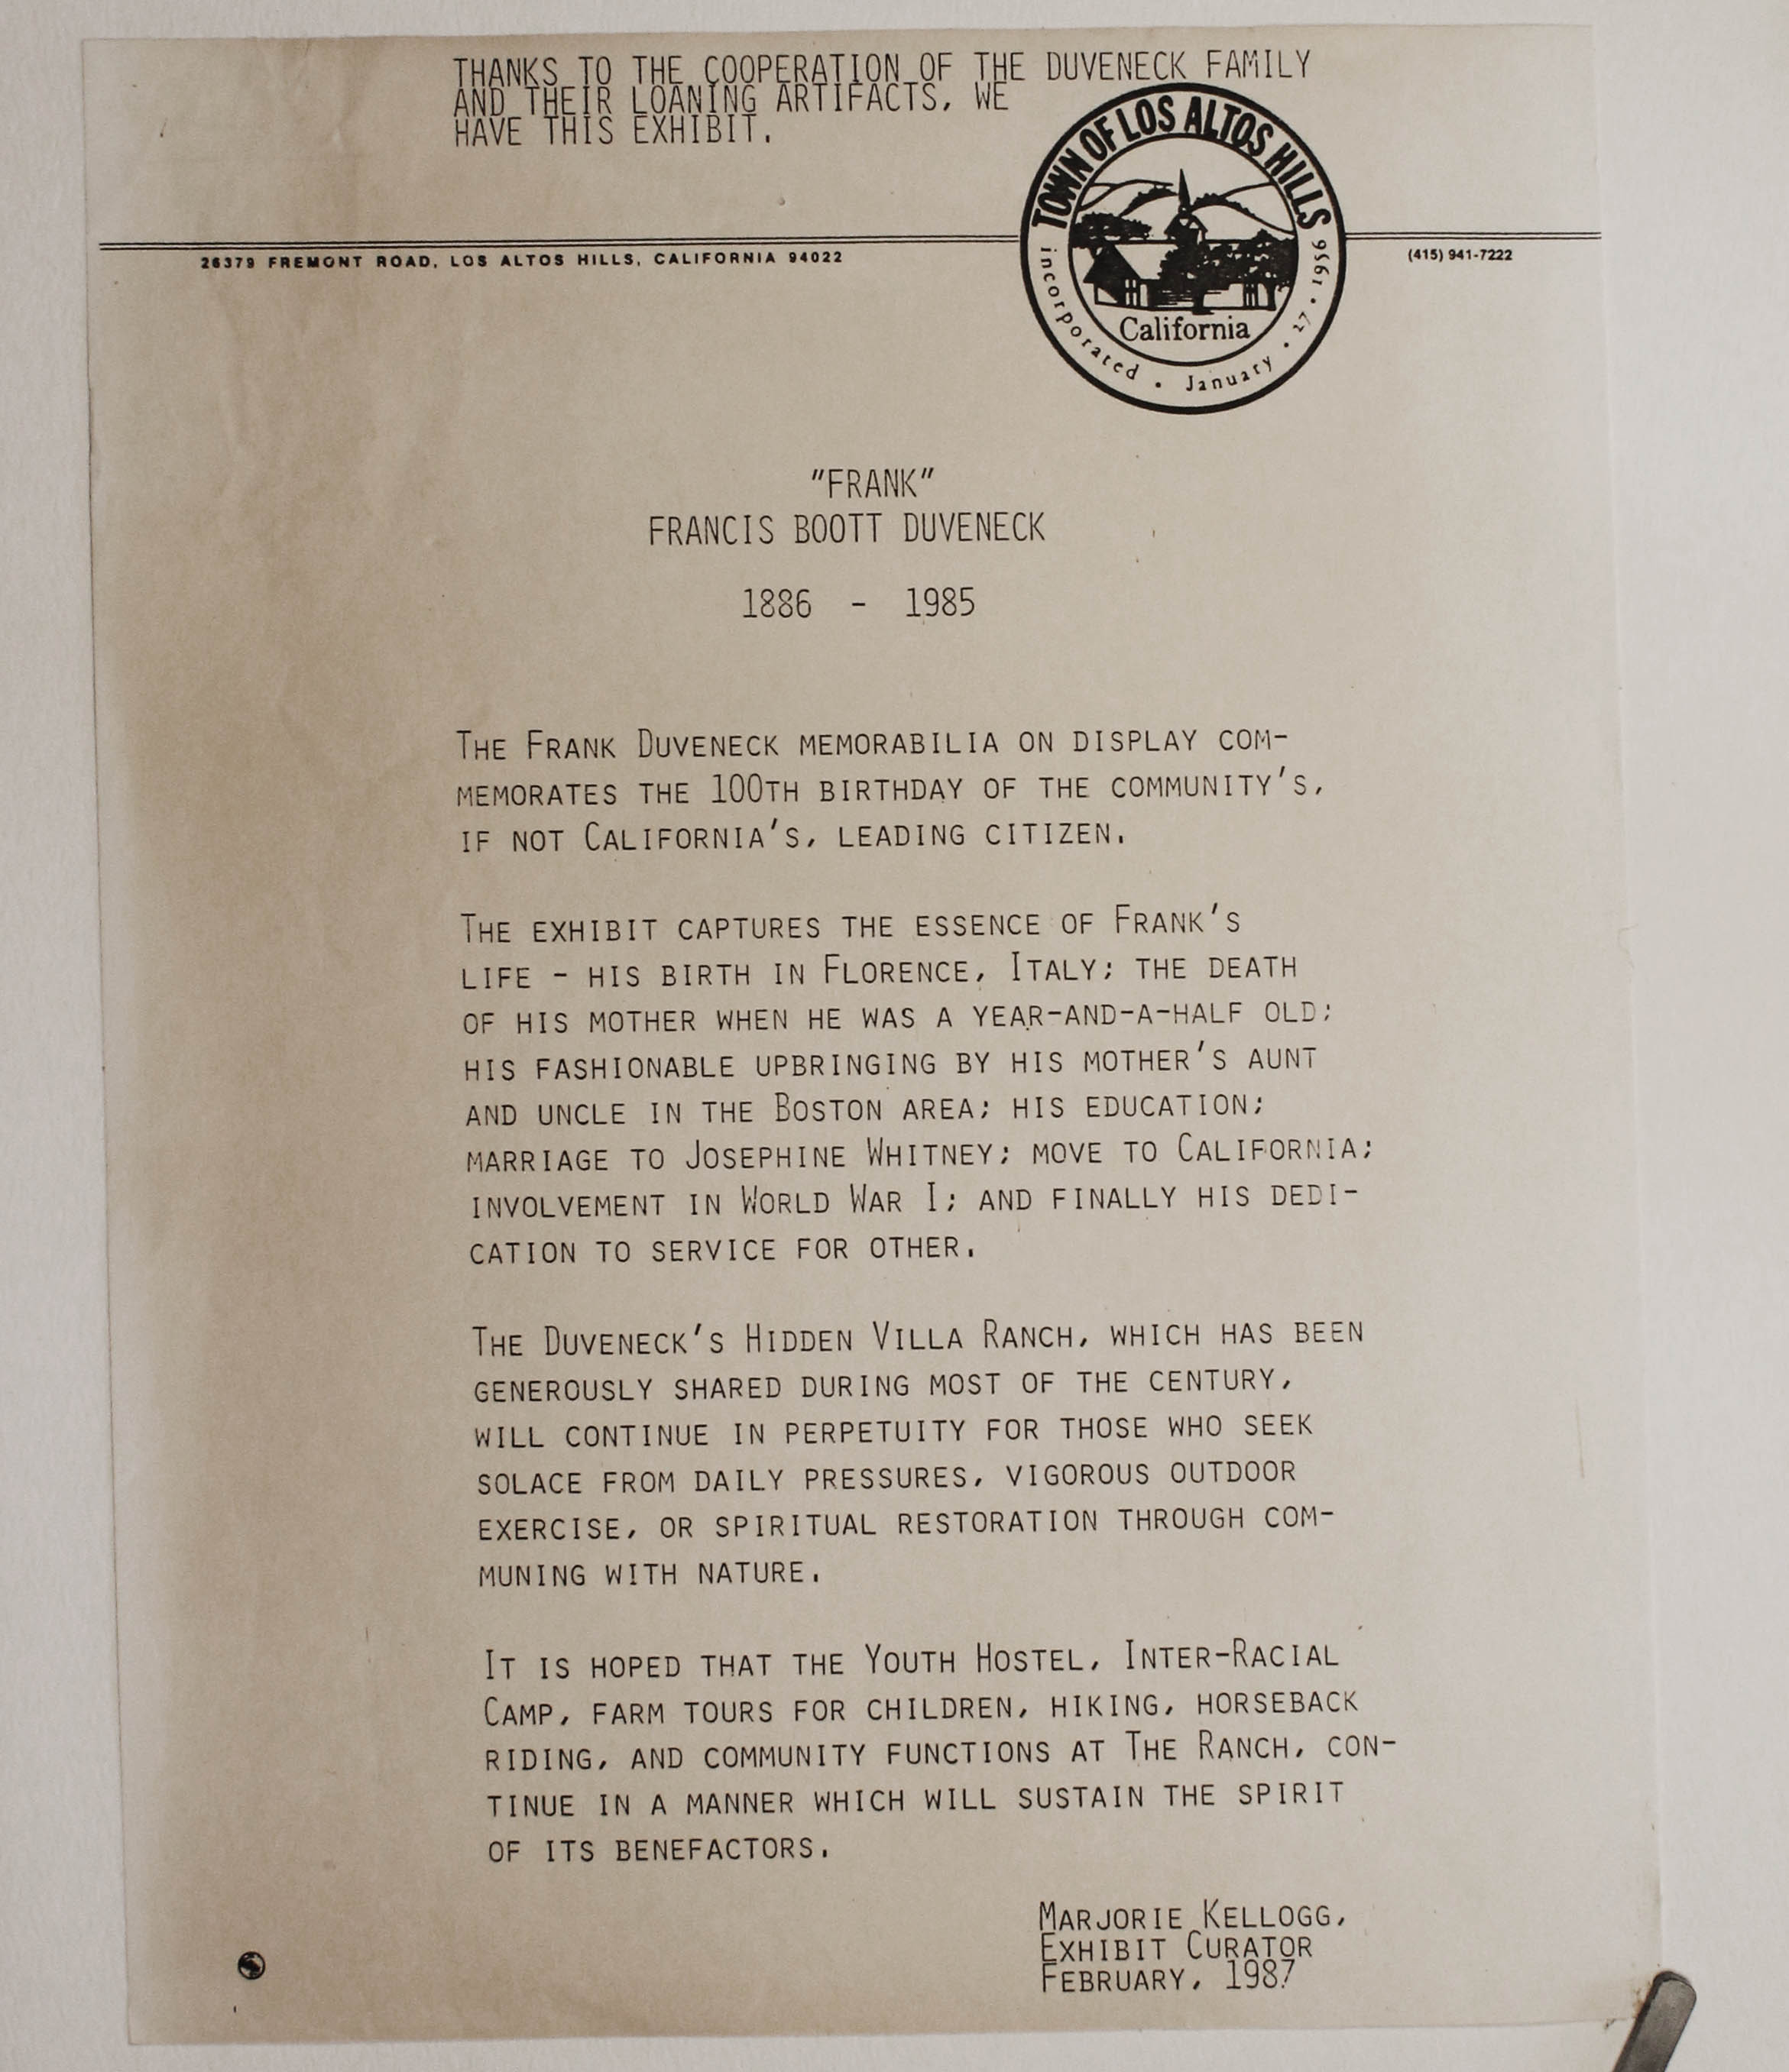 THANKS TO THE COOPERATION OF THE DUVENECK FAMILY
AND THEIR LOANING ARTIFACTS, WE
HAVE THIS EXHIBIT.
TOWN OF LOS ALTOS HILLS
California
incorporated • January • 27 • 1956
26379 FREMONT ROAD, LOS ALTOS HILLS, CALIFORNIA 94022
(415) 941-7222
"FRANK"
FRANCIS BOOTT DUVENECK
1886 - 1985
THE FRANK DUVENECK MEMORABILIA ON DISPLAY COM-
MEMORATES THE 100TH BIRTHDAY OF THE COMMUNITY'S,
IF NOT CALIFORNIA'S, LEADING CITIZEN.
THE EXHIBIT CAPTURES THE ESSENCE OF FRANK'S
LIFE - HIS BIRTH IN FLORENCE, ITALY; THE DEATH
OF HIS MOTHER WHEN HE WAS A YEAR-AND-A-HALF OLD;
HIS FASHIONABLE UPBRINGING BY HIS MOTHER'S AUNT
AND UNCLE IN THE BOSTON AREA; HIS EDUCATION;
MARRIAGE TO JOSEPHINE WHITNEY; MOVE TO CALIFORNIA;
INVOLVEMENT IN WORLD WAR I; AND FINALLY HIS DEDI-
CATION TO SERVICE FOR OTHER.
THE DUVENECK'S HIDDEN VILLA RANCH, WHICH HAS BEEN
GENEROUSLY SHARED DURING MOST OF THE CENTURY,
WILL CONTINUE IN PERPETUITY FOR THOSE WHO SEEK
SOLACE FROM DAILY PRESSURES, VIGOROUS OUTDOOR
EXERCISE, OR SPIRITUAL RESTORATION THROUGH COM-
MUNING WITH NATURE.
IT IS HOPED THAT THE YOUTH HOSTEL, INTER-RACIAL
CAMP, FARM TOURS FOR CHILDREN, HIKING, HORSEBACK
RIDING, AND COMMUNITY FUNCTIONS AT THE RANCH, CON-
TINUE IN A MANNER WHICH WILL SUSTAIN THE SPIRIT
OF ITS BENEFACTORS.
MARJORIE KELLOGG,
EXHIBIT CURATOR
FEBRUARY, 1987